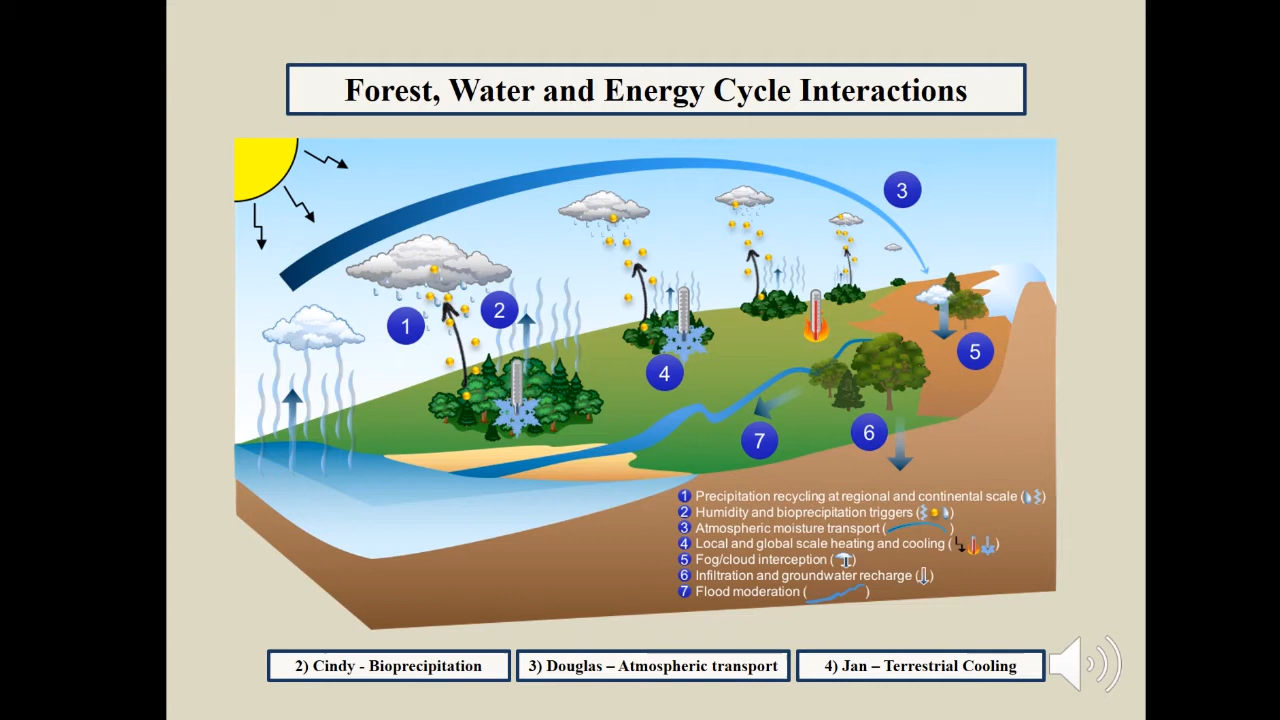 Forest, Water and Energy Cycle Interactions
3
1
2
5
4
6
7
1 Precipitation recycling at regional and continental scale ( )
2 Humidity and bioprecipitation triggers ( )
3 Atmospheric moisture transport ( )
4 Local and global scale heating and cooling ( )
5 Fog/cloud interception ( )
6 Infiltration and groundwater recharge ( )
7 Flood moderation ( )
2) Cindy - Bioprecipitation
3) Douglas – Atmospheric transport
4) Jan – Terrestrial Cooling